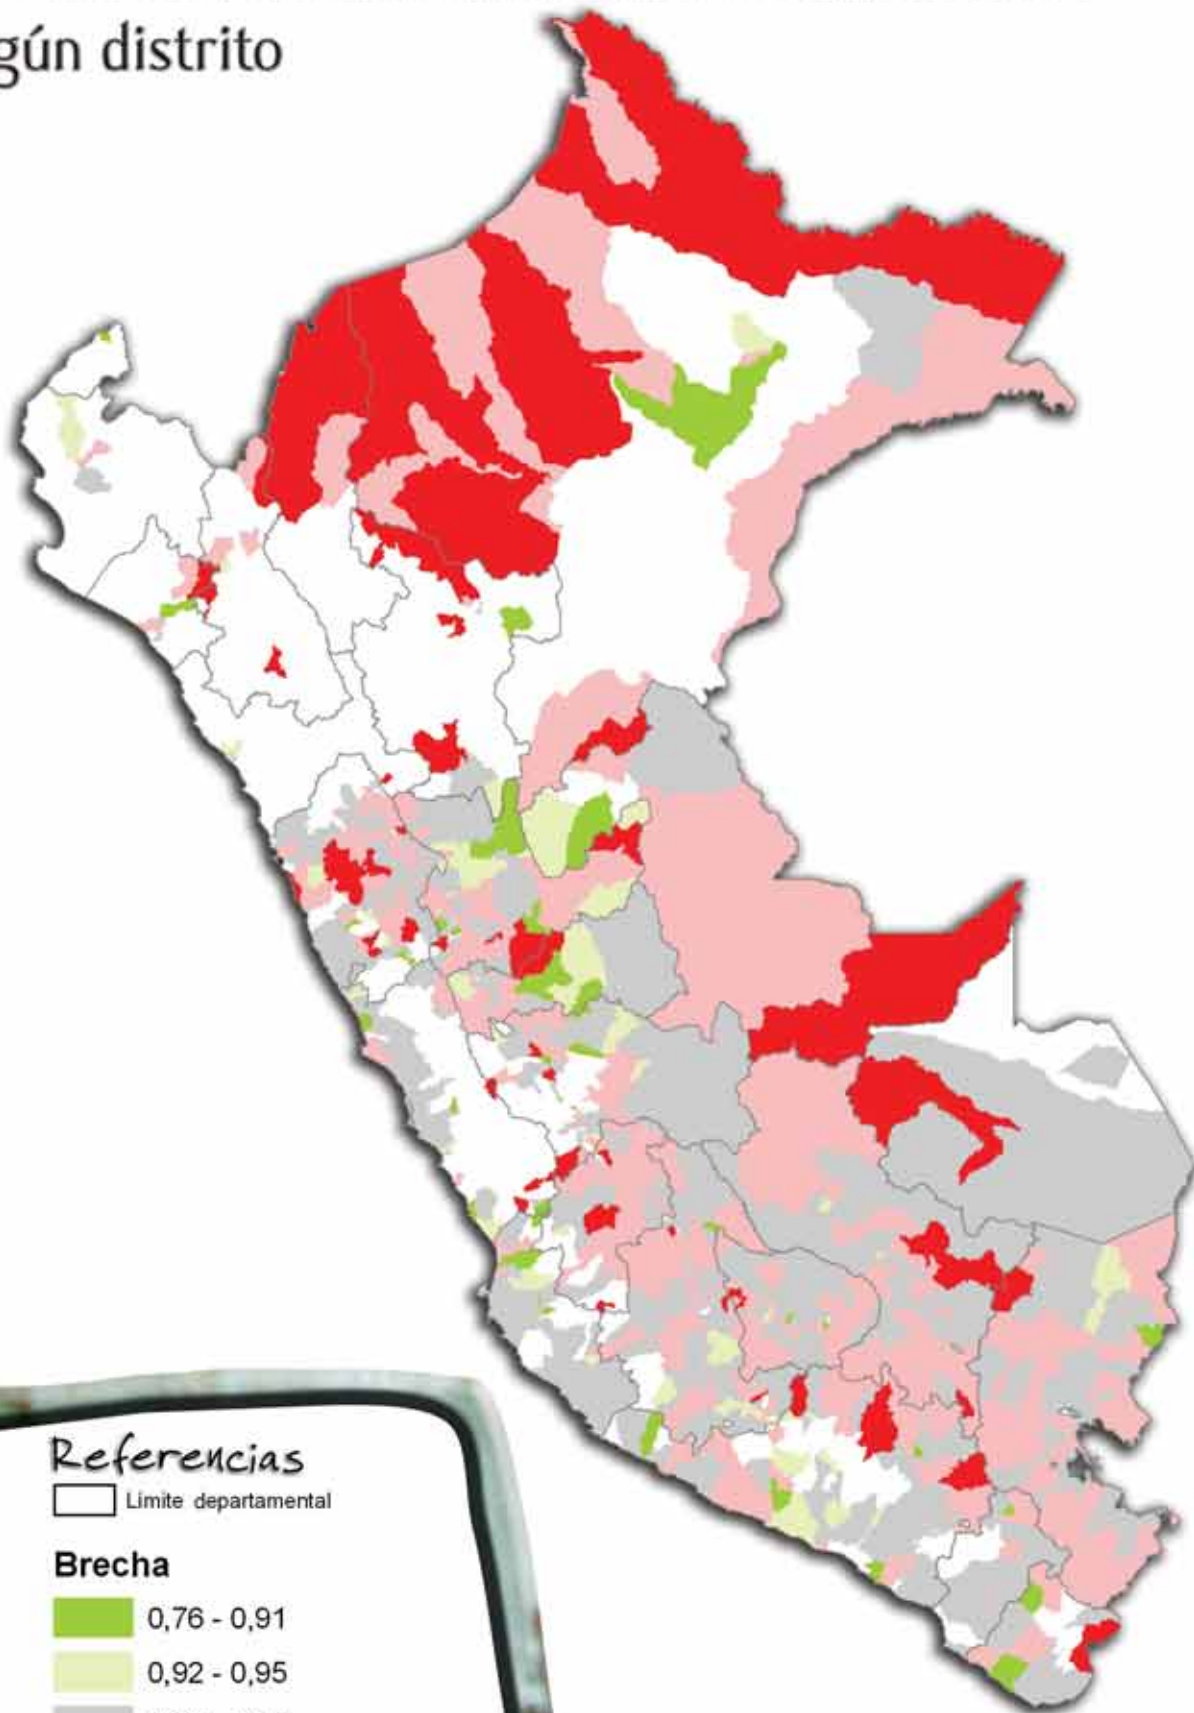 gún distrito
Referencias
Límite departamental
Brecha
0,76 - 0,91
0,92 - 0,95